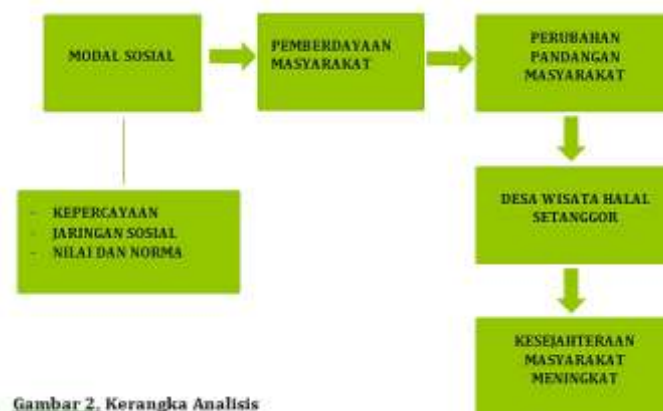 MODAL SOSIAL
PEMBERDAYAAN
MASYARAKAT
PERUBAHAN
PANDANGAN
MASYARAKAT
- KEPERCAYAAN
- JARINGAN SOSIAL
- NILAI DAN NORMA
DESA WISATA HALAL
SETANGGOR
KESEJAHTERAAN
MASYARAKAT
MENINGKAT
Gambar 2. Kerangka Analisis